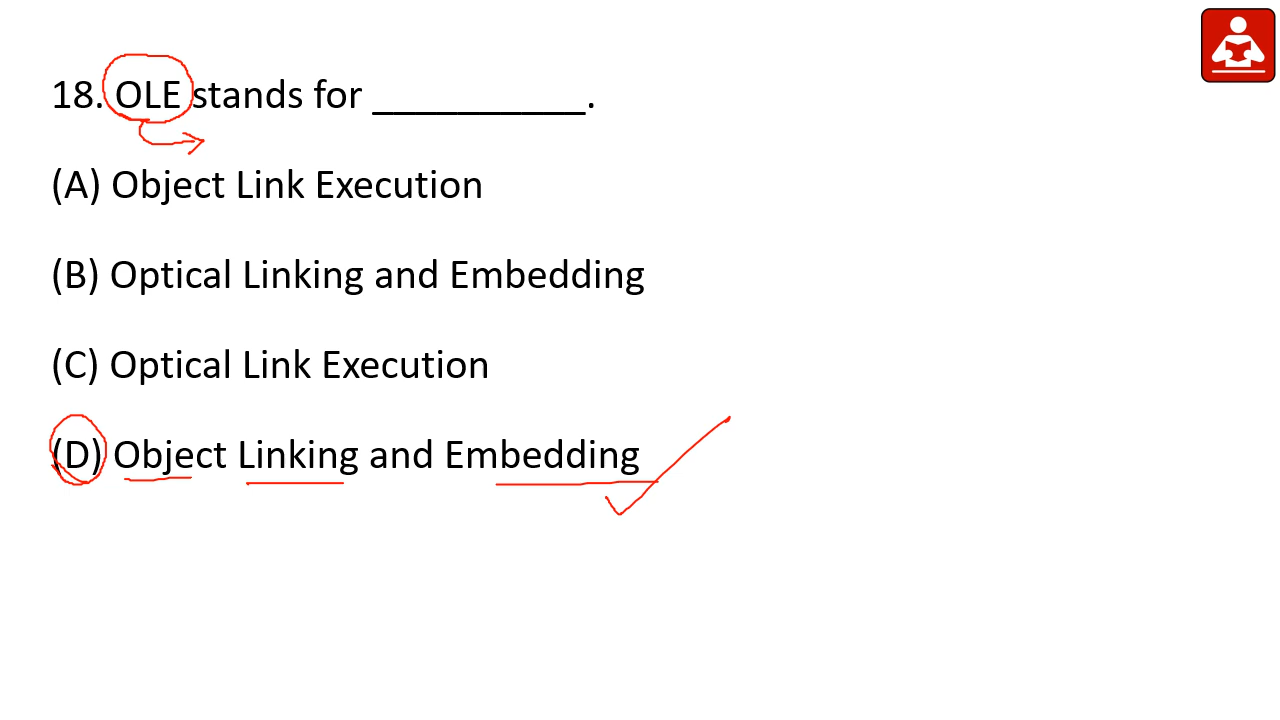 18. OLE stands for __________.
(A) Object Link Execution
(B) Optical Linking and Embedding
(C) Optical Link Execution
(D) Object Linking and Embedding